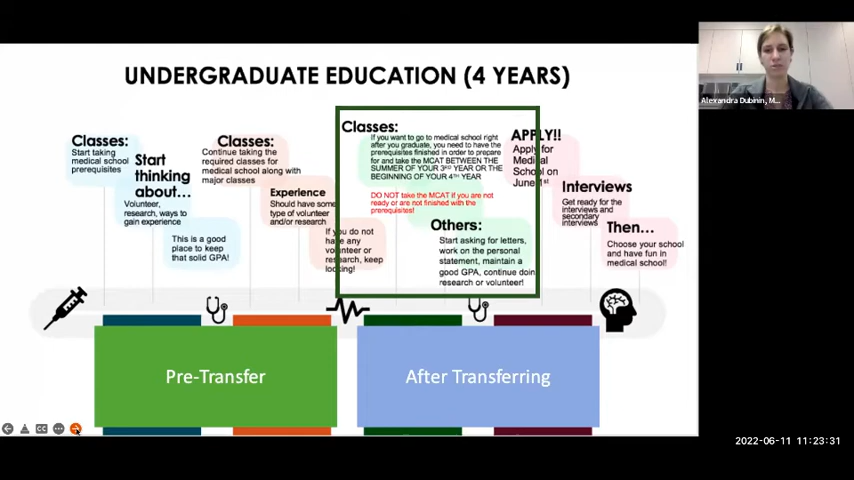 UNDERGRADUATE EDUCATION (4 YEARS)
Classes:
Start taking
medical school
prerequisites
Start
thinking
about...
Volunteer,
research, ways to
gain experience
This is a good
place to keep
that solid GPA!
Classes:
Continue taking the
required classes for
medical school along with
major classes
Experience
Should have some
type of volunteer
and/or research
If you do not
have any
volunteer or
research, keep
looking!
Classes:
If you want to go to medical school right
after you graduate, you need to have the
prerequisites finished in order to prepare
for and take the MCAT BETWEEN THE
SUMMER OF YOUR 3RD YEAR OR THE
BEGINNING OF YOUR 4TH YEAR
DO NOT take the MCAT if you are not
ready or are not finished with the
prerequisites!
Others:
Start asking for letters,
work on the personal
statement, maintain a
good GPA, continue doin
research or volunteer!
APPLY!!
Apply for
Medical
School on
June 1st
Interviews
Get ready for the
interviews and
secondary
interviews
Then...
Choose your school
and have fun in
medical school!
Pre-Transfer
After Transferring
CC
Alexandra Dubinin, M...
2022-06-11 11:23:31